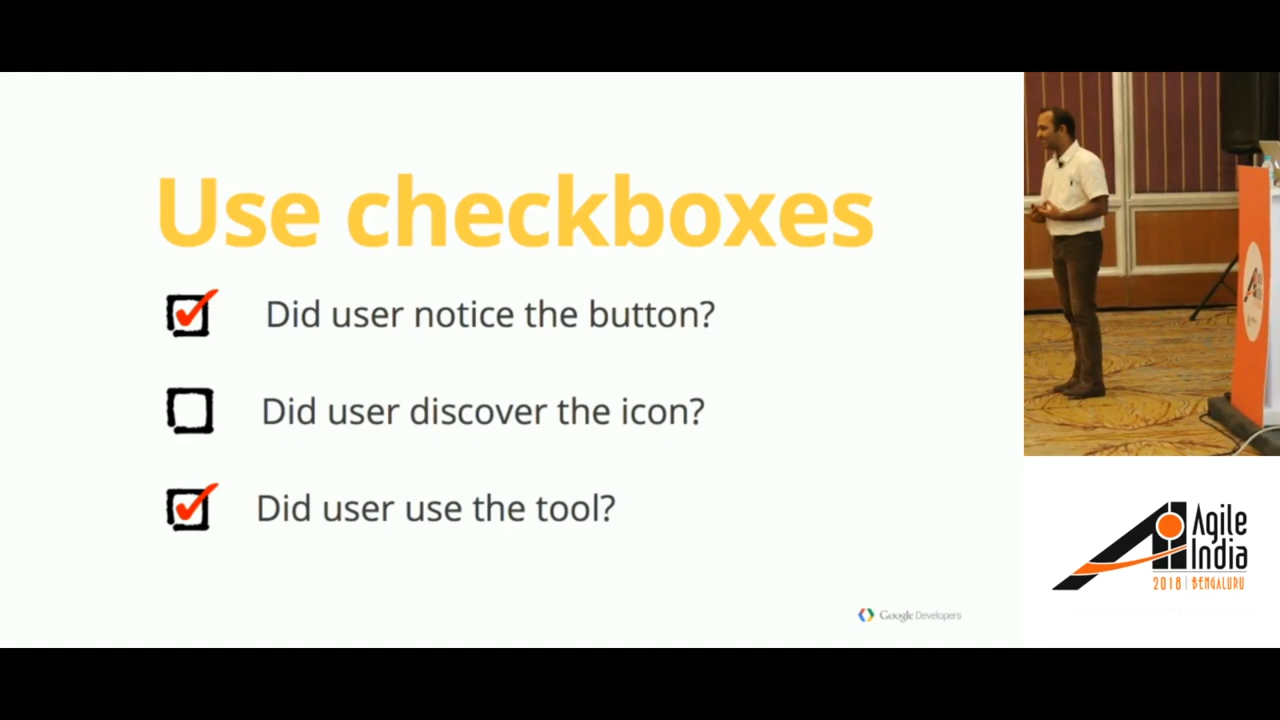 Use checkboxes
Did user notice the button?
Did user discover the icon?
Did user use the tool?
Google Developers
Agile
India
2018 | BENGALURU